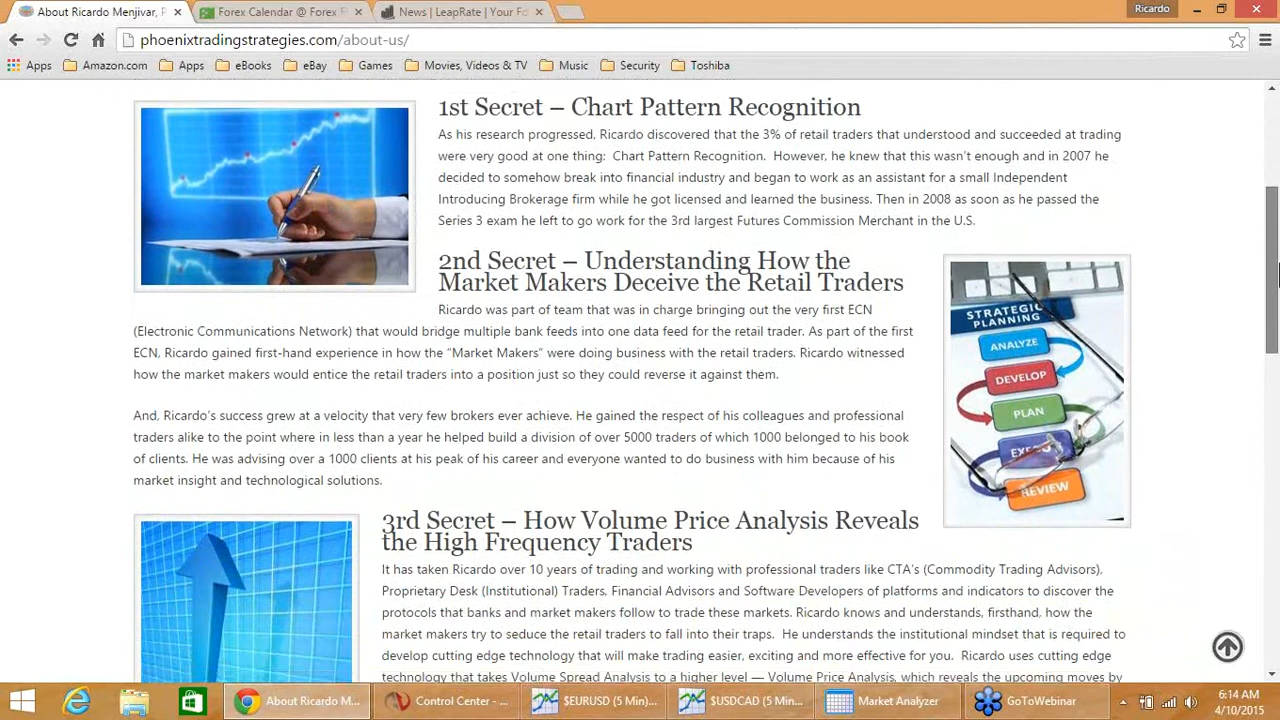 About Ricardo Menjivar, P
Forex Calendar @ Forex F
News | LeapRate | Your Fo
Ricardo
phoenixtradingstrategies.com/about-us/
Apps
Amazon.com
Apps
eBooks
eBay
Games
Movies, Videos & TV
Music
Security
Toshiba
1st Secret – Chart Pattern Recognition
As his research progressed, Ricardo discovered that the 3% of retail traders that understood and succeeded at trading
were very good at one thing: Chart Pattern Recognition. However, he knew that this wasn't enough and in 2007 he
decided to somehow break into financial industry and began to work as an assistant for a small Independent
Introducing Brokerage firm while he got licensed and learned the business. Then in 2008 as soon as he passed the
Series 3 exam he left to go work for the 3rd largest Futures Commission Merchant in the U.S.
2nd Secret – Understanding How the
Market Makers Deceive the Retail Traders
Ricardo was part of team that was in charge bringing out the very first ECN
(Electronic Communications Network) that would bridge multiple bank feeds into one data feed for the retail trader. As part of the first
ECN, Ricardo gained first-hand experience in how the "Market Makers" were doing business with the retail traders. Ricardo witnessed
how the market makers would entice the retail traders into a position just so they could reverse it against them.
And, Ricardo's success grew at a velocity that very few brokers ever achieve. He gained the respect of his colleagues and professional
traders alike to the point where in less than a year he helped build a division of over 5000 traders of which 1000 belonged to his book
of clients. He was advising over a 1000 clients at his peak of his career and everyone wanted to do business with him because of his
market insight and technological solutions.
STRATEGIC
PLANNING
ANALYZE
DEVELOP
PLAN
REVIEW
3rd Secret – How Volume Price Analysis Reveals
the High Frequency Traders
It has taken Ricardo over 10 years of trading and working with professional traders like CTA's (Commodity Trading Advisors),
Proprietary Desk (Institutional) Traders, Financial Advisors and Software Developers of platforms and indicators to discover the
protocols that banks and market makers follow to trade these markets. Ricardo knows and understands, firsthand, how the
market makers try to seduce the retail traders to fall into their traps. He understands the institutional mindset that is required to
develop cutting edge technology that will make trading easier, exciting and more effective for you. Ricardo uses cutting edge
technology that takes Volume Spread Analysis to a higher level — Volume Price Analysis, which reveals the upcoming moves by
About Ricardo M...
Control Center - ...
$EURUSD (5 Min)...
$USDCAD (5 Min...
Market Analyzer
GoToWebinar
6:14 AM
4/10/2015